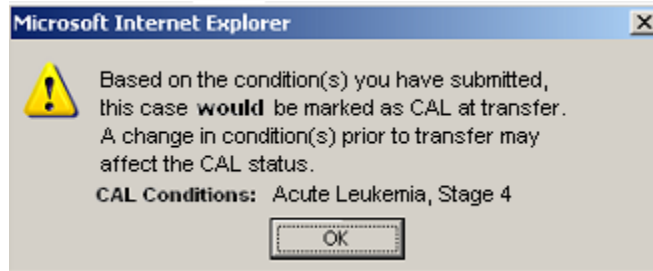 Microsoft Internet Explorer
Based on the condition(s) you have submitted,
this case would be marked as CAL at transfer.
A change in condition(s) prior to transfer may
affect the CAL status.
CAL Conditions: Acute Leukemia, Stage 4
OK